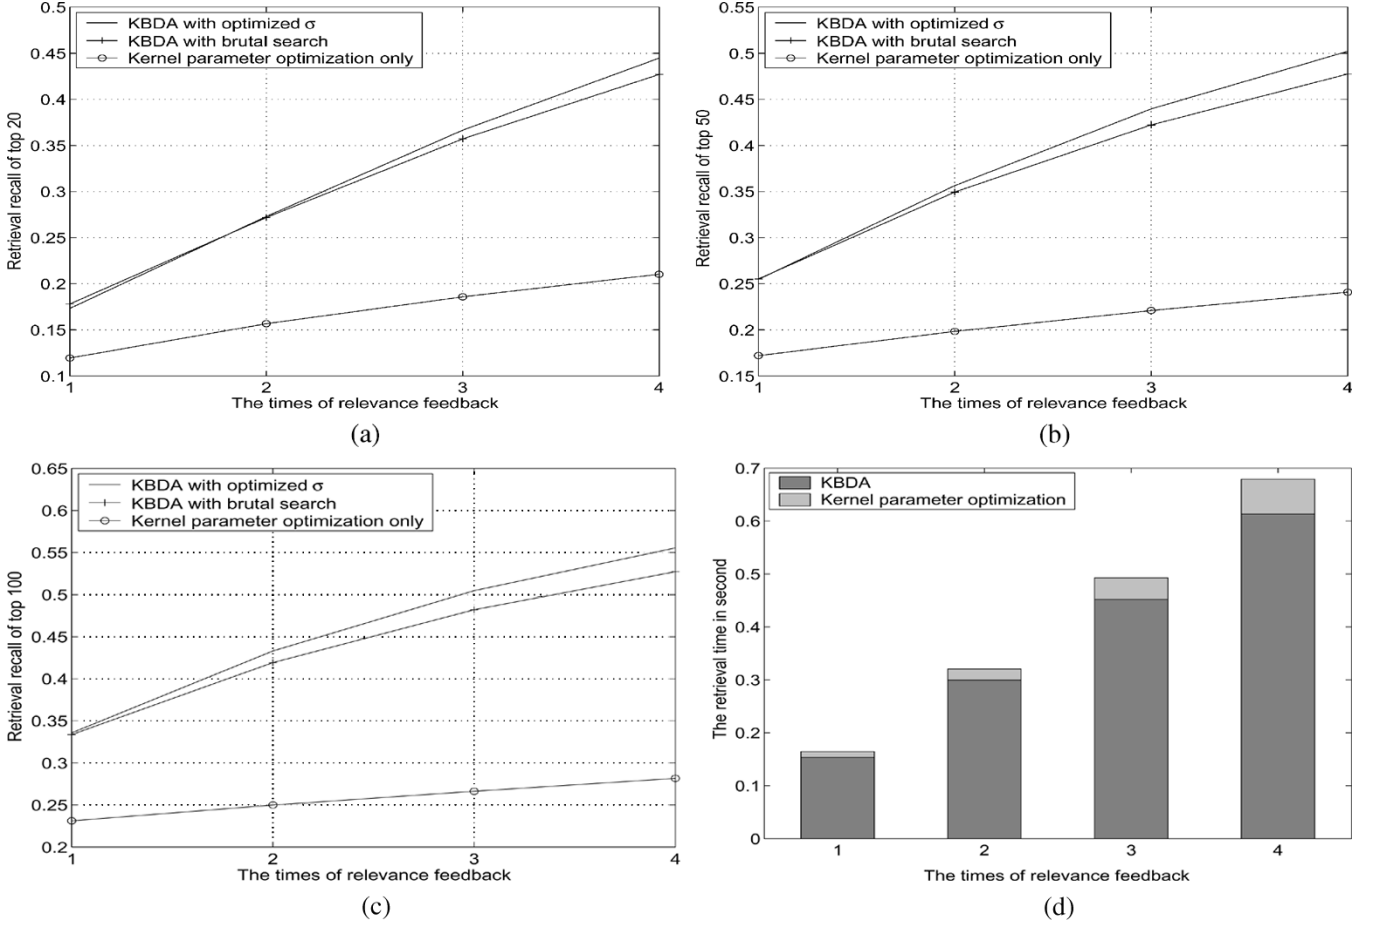 0.5
0.45
0.4
0.35
0.3
0.25
0.2
0.15
0.1
Retrieval recall of top 20
KBDA with optimized σ
KBDA with brutal search
Kernel parameter optimization only
1 2 3 4
The times of relevance feedback
(a)
0.55
0.5
0.45
0.4
0.35
0.3
0.25
0.2
0.15
Retrieval recall of top 50
KBDA with optimized σ
KBDA with brutal search
Kernel parameter optimization only
1 2 3 4
The times of relevance feedback
(b)
0.65
0.6
0.55
0.5
0.45
0.4
0.35
0.3
0.25
0.2
Retrieval recall of top 100
KBDA with optimized σ
KBDA with brutal search
Kernel parameter optimization only
1 2 3 4
The times of relevance feedback
(c)
0.7
0.6
0.5
0.4
0.3
0.2
0.1
0
The retrieval time in second
KBDA
Kernel parameter optimization
1 2 3 4
The times of relevance feedback
(d)